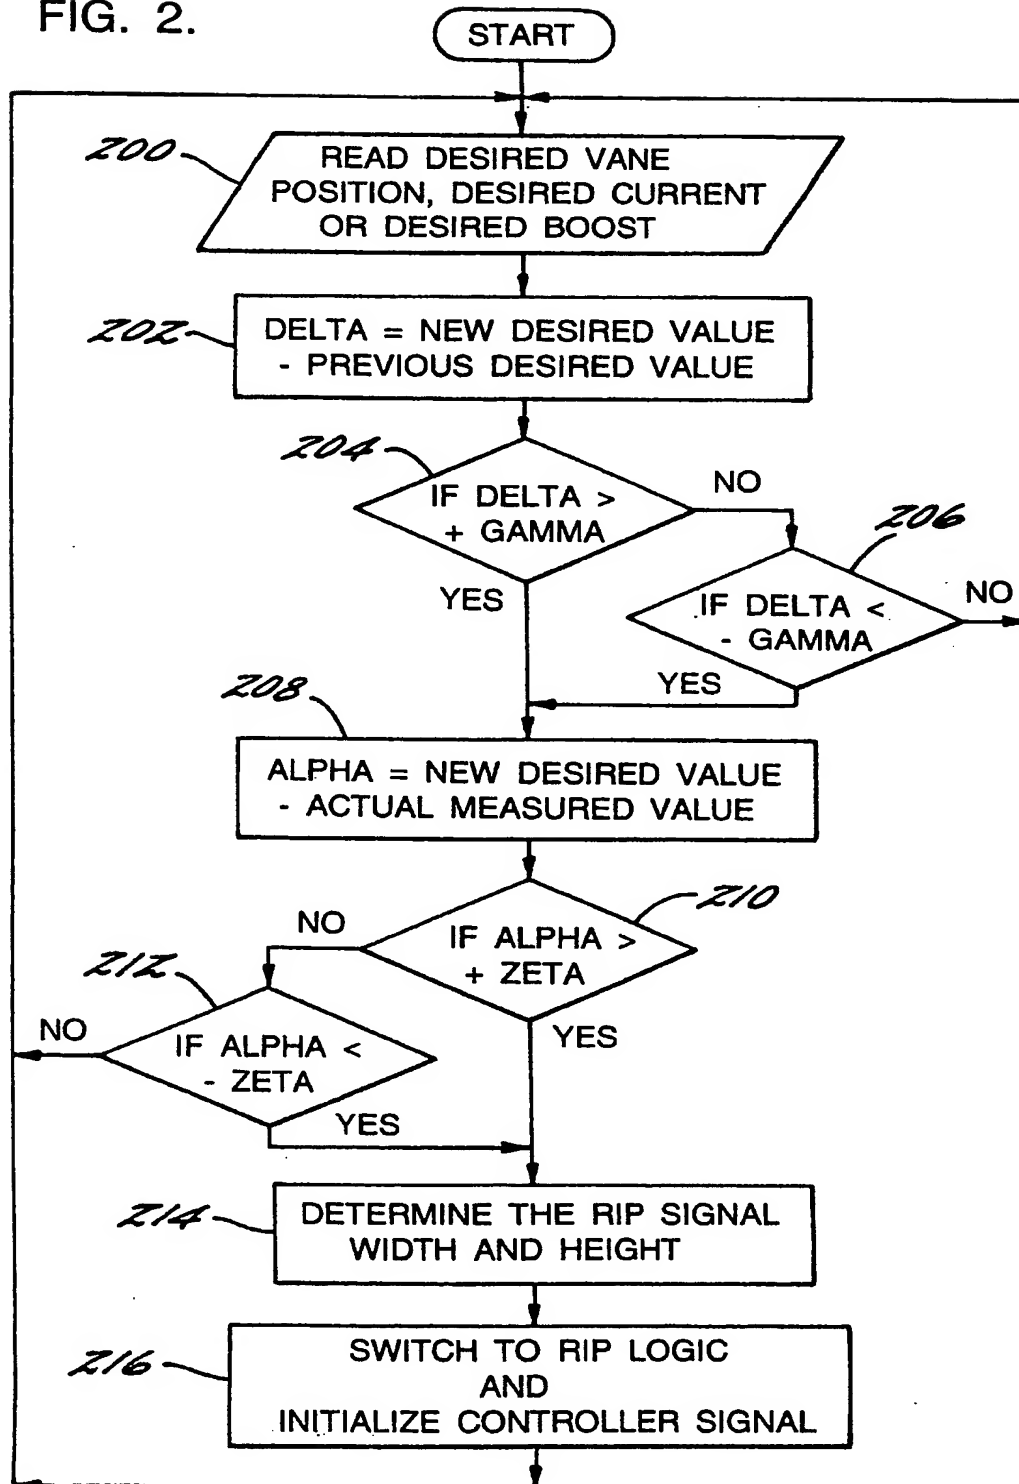 FIG. 2.
START
200
READ DESIRED VANE
POSITION, DESIRED CURRENT
OR DESIRED BOOST
202
DELTA = NEW DESIRED VALUE
- PREVIOUS DESIRED VALUE
204
IF DELTA >
+ GAMMA
NO
YES
206
IF DELTA <
- GAMMA
NO
YES
208
ALPHA = NEW DESIRED VALUE
- ACTUAL MEASURED VALUE
210
IF ALPHA >
+ ZETA
NO
YES
212
IF ALPHA <
- ZETA
NO
YES
214
DETERMINE THE RIP SIGNAL
WIDTH AND HEIGHT
216
SWITCH TO RIP LOGIC
AND
INITIALIZE CONTROLLER SIGNAL